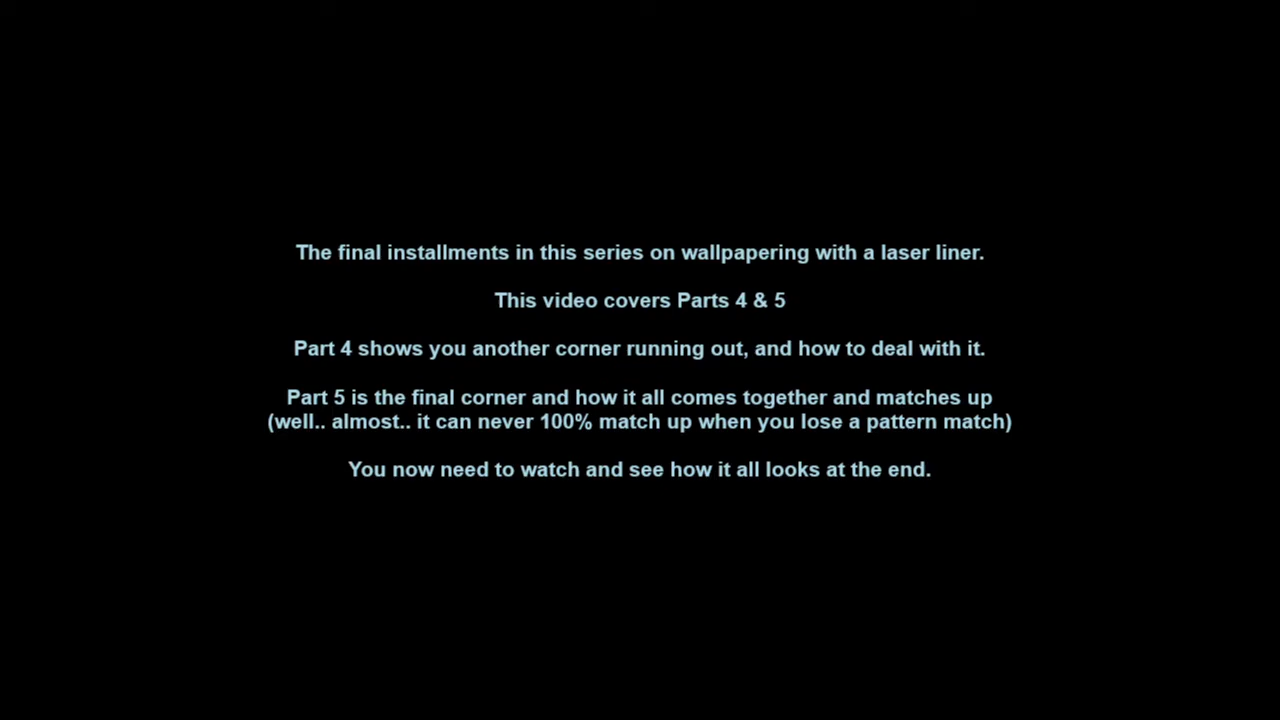 The final installments in this series on wallpapering with a laser liner.
This video covers Parts 4 & 5
Part 4 shows you another corner running out, and how to deal with it.
Part 5 is the final corner and how it all comes together and matches up
(well.. almost.. it can never 100% match up when you lose a pattern match)
You now need to watch and see how it all looks at the end.